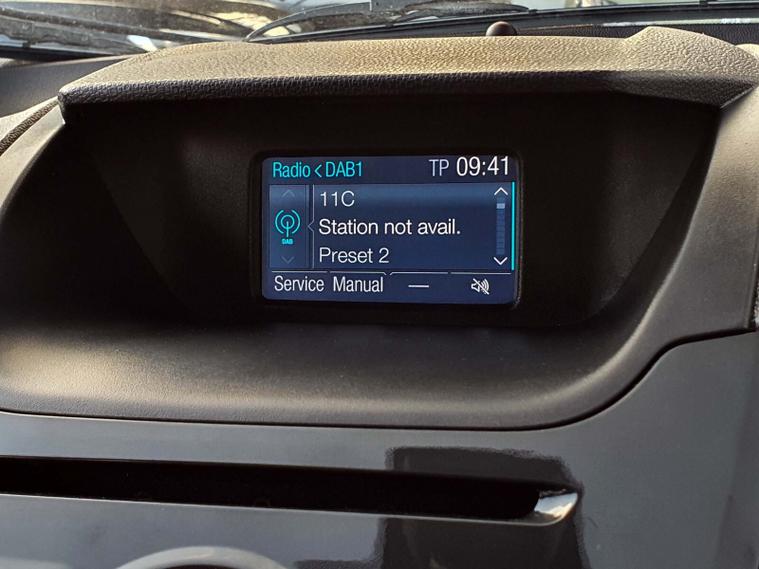 Radio < DAB1 TP 09:41
11C
DAB
Station not avail.
Preset 2
Service Manual —